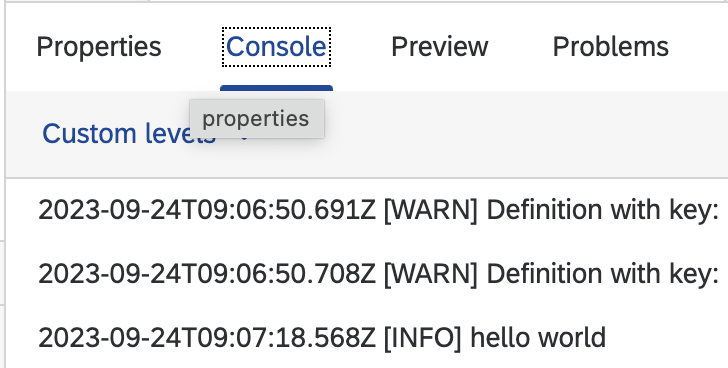 Properties Console Preview Problems
properties
Custom levels
2023-09-24T09:06:50.691Z [WARN] Definition with key:
2023-09-24T09:06:50.708Z [WARN] Definition with key:
2023-09-24T09:07:18.568Z [INFO] hello world